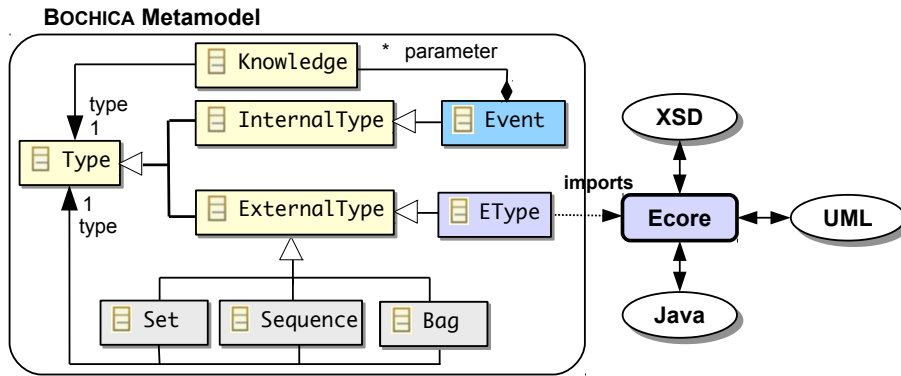 BOCHICA Metamodel
Knowledge
* parameter
type
1
InternalType
Event
XSD
Type
1
type
ExternalType
EType
imports
Ecore
UML
Set
Sequence
Bag
Java